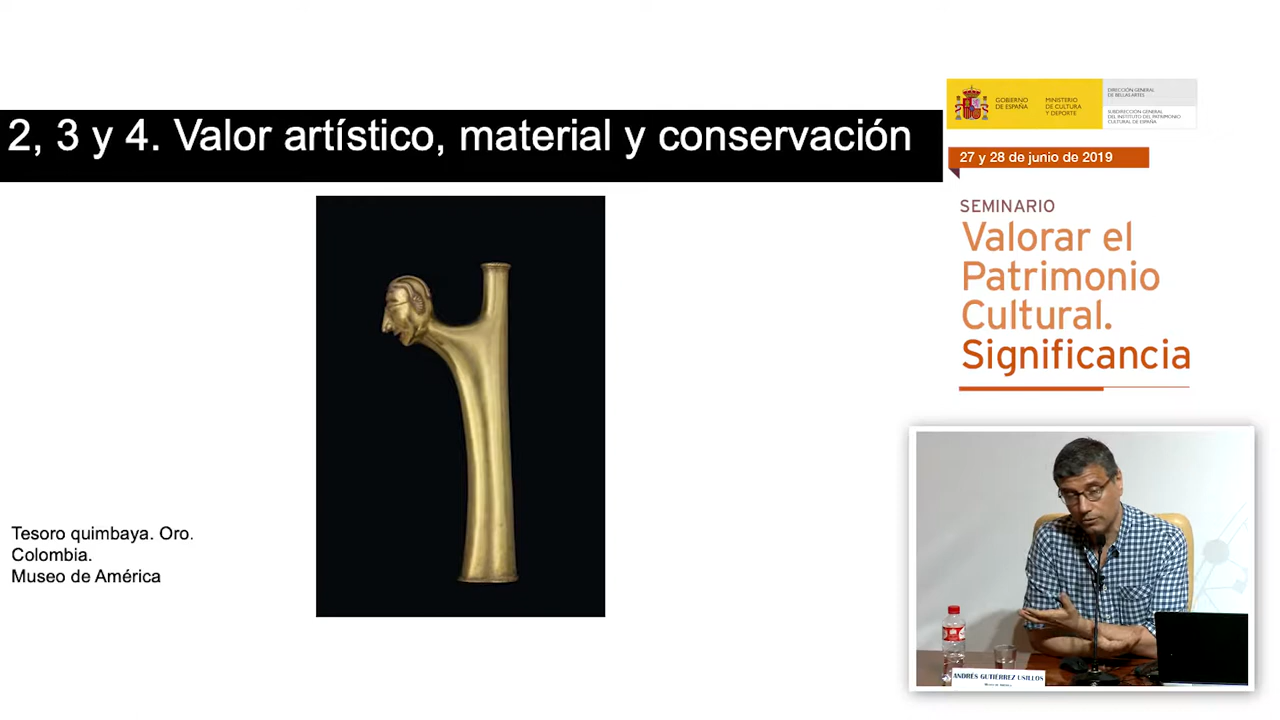 2, 3 y 4. Valor artístico, material y conservación
Tesoro quimbaya. Oro.
Colombia.
Museo de América
GOBIERNO
DE ESPAÑA
MINISTERIO
DE CULTURA
Y DEPORTE
DIRECCIÓN GENERAL
DE BELLAS ARTES
SUBDIRECCIÓN GENERAL
DEL INSTITUTO DEL PATRIMONIO
CULTURAL DE ESPAÑA
27 y 28 de junio de 2019
SEMINARIO
Valorar el
Patrimonio
Cultural.
Significancia
ANDRÉS GUTIÉRREZ USILLOS